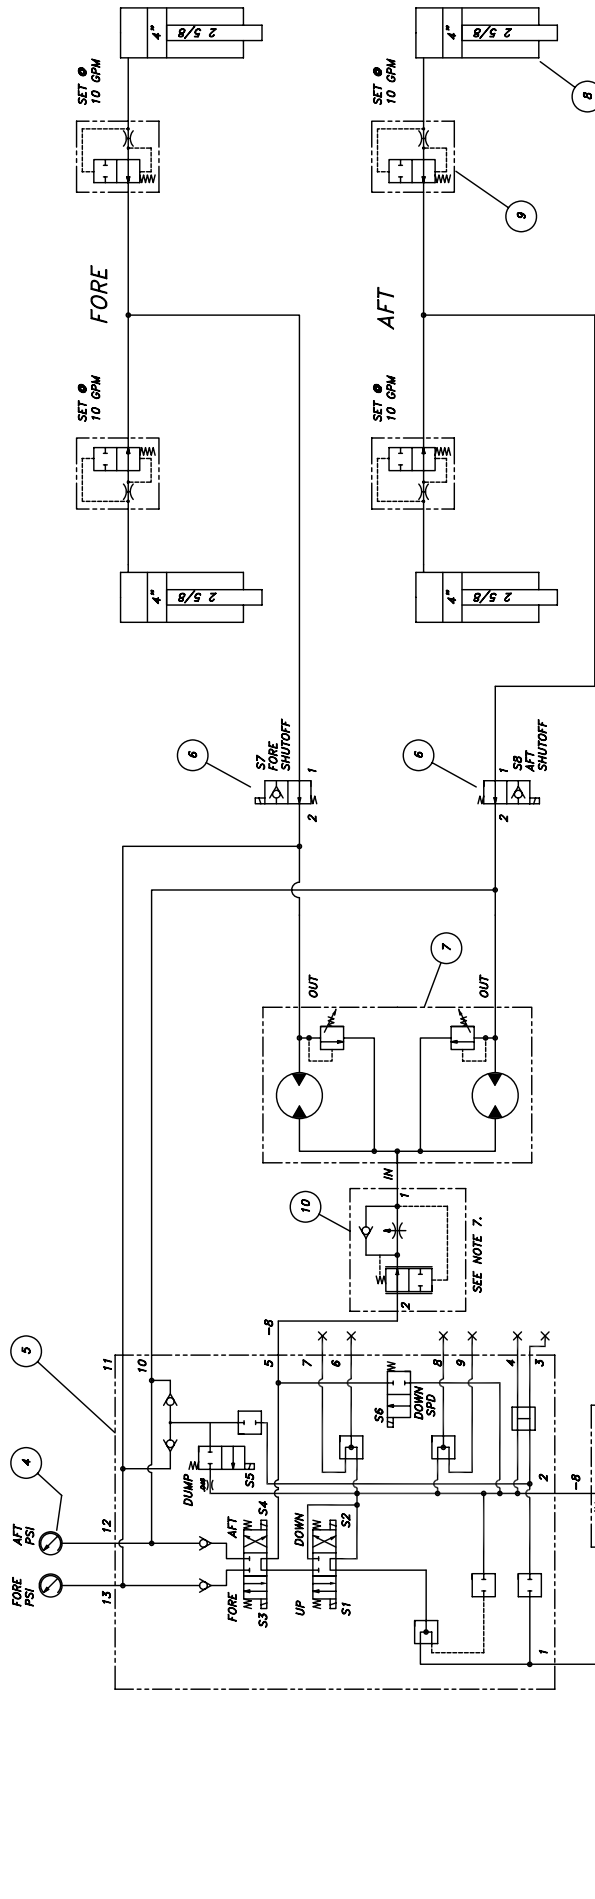 4"
2 5/8
4"
2 5/8
SET @
10 GPM
SET @
10 GPM
8
9
FORE
AFT
SET @
10 GPM
SET @
10 GPM
4"
2 5/8
4"
2 5/8
6
S7
FORE
SHUTOFF
1
2
6
S8
AFT
SHUTOFF
1
2
7
OUT
OUT
IN
10
1
2
SEE NOTE 7.
-8
5
11
10
5
7
6
8
9
4
3
S6
DOWN
SPD
4
DUMP
S5
2
-8
AFT
PSI
12
FORE
PSI
13
AFT
S4
FORE
S3
DOWN
S2
UP
S1
1